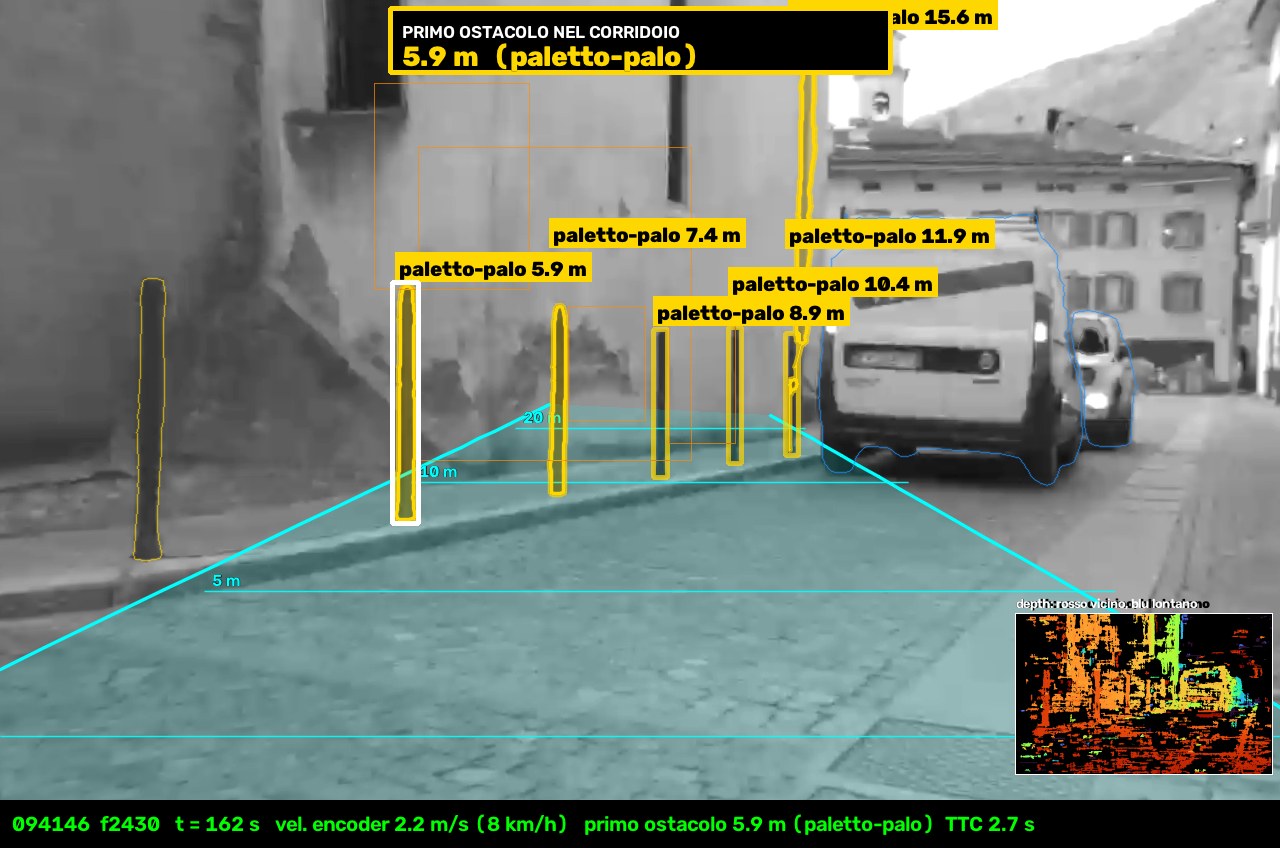 alo 15.6 m
PRIMO OSTACOLO NEL CORRIDOIO
5.9 m (paletto-palo)
paletto-palo 7.4 m
paletto-palo 11.9 m
paletto-palo 5.9 m
paletto-palo 10.4 m
paletto-palo 8.9 m
20 m
10 m
5 m
depth: rosso vicino, blu lontano
094146 f2430 t = 162 s vel. encoder 2.2 m/s (8 km/h) primo ostacolo 5.9 m (paletto-palo) TTC 2.7 s